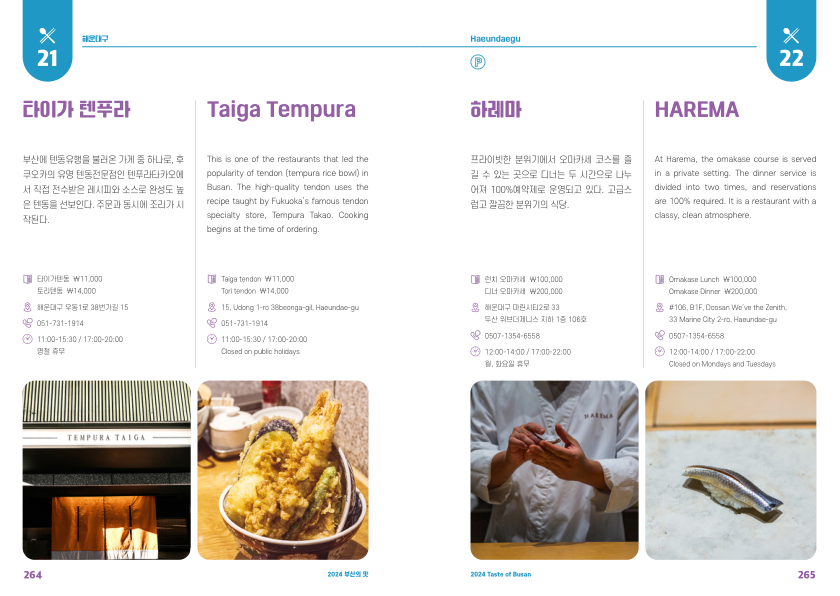 21
해운대구
타이가 텐푸라
부산에 텐동유행을 불러온 가게 중 하나로, 후
쿠오카의 유명 텐동전문점인 텐푸라타카오에
서 직접 전수받은 레시피와 소스로 완성도 높
은 텐동을 선보인다. 주문과 동시에 조리가 시
작된다.
타이가텐동 ₩11,000
토리텐동 ₩14,000
해운대구 우동1로 38번가길 15
051-731-1914
11:00-15:30 / 17:00-20:00
명절 휴무
Taiga Tempura
This is one of the restaurants that led the
popularity of tendon (tempura rice bowl) in
Busan. The high-quality tendon uses the
recipe taught by Fukuoka's famous tendon
specialty store, Tempura Takao. Cooking
begins at the time of ordering.
Taiga tendon ₩11,000
Tori tendon ₩14,000
15, Udong 1-ro 38beonga-gil, Haeundae-gu
051-731-1914
11:00-15:30 / 17:00-20:00
Closed on public holidays
TEMPURA TAIGA
264
2024 부산의 맛
Haeundaegu
22
P
하레마
프라이빗한 분위기에서 오마카세 코스를 즐
길 수 있는 곳으로 디너는 두 시간으로 나누
어져 100%예약제로 운영되고 있다. 고급스
럽고 깔끔한 분위기의 식당.
런치 오마카세 ₩100,000
디너 오마카세 ₩200,000
해운대구 마린시티2로 33
두산 위브더제니스 지하 1층 106호
0507-1354-6558
12:00-14:00 / 17:00-22:00
월, 화요일 휴무
HAREMA
At Harema, the omakase course is served
in a private setting. The dinner service is
divided into two times, and reservations
are 100% required. It is a restaurant with a
classy, clean atmosphere.
Omakase Lunch ₩100,000
Omakase Dinner ₩200,000
#106, B1F, Doosan We've the Zenith,
33 Marine City 2-ro, Haeundae-gu
0507-1354-6558
12:00-14:00 / 17:00-22:00
Closed on Mondays and Tuesdays
HAREMA
2024 Taste of Busan
265